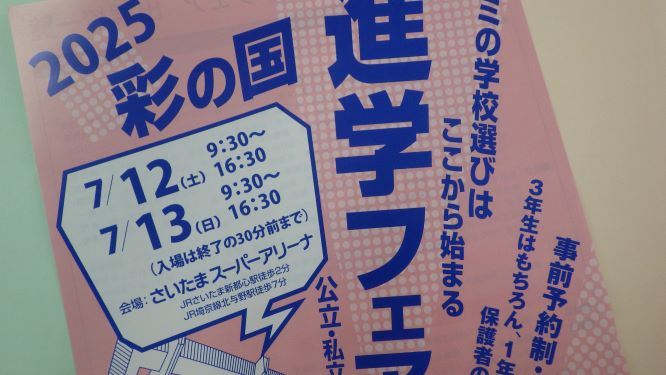 2025
彩の国
進学フェア
ミの学校選びは
ここから始まる
7/12(土) 9:30〜16:30
7/13(日) 9:30〜16:30
(入場は終了の30分前まで)
会場:さいたまスーパーアリーナ
JRさいたま新都心駅徒歩2分
JR埼京線北与野駅徒歩7分
公立・私立
事前予約制・
3年生はもちろん、1年
保護者の